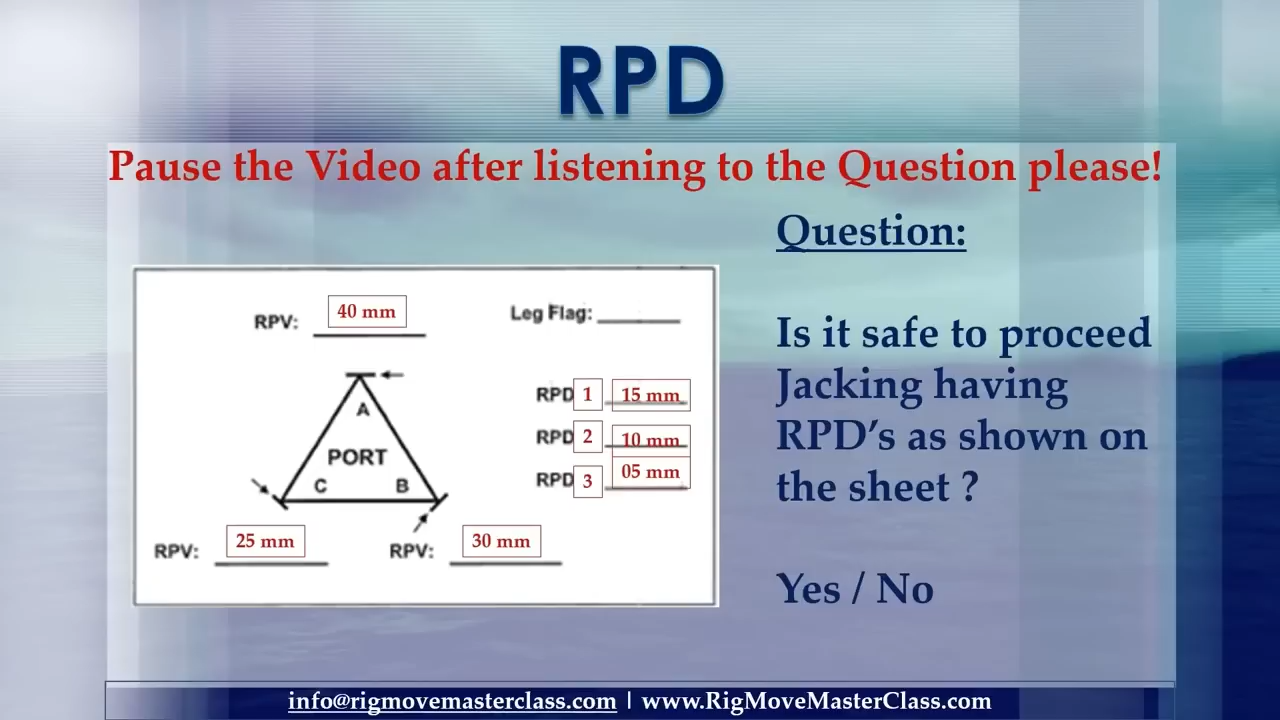 RPD
Pause the Video after listening to the Question please!
Question:
Is it safe to proceed
Jacking having
RPD's as shown on
the sheet ?
Yes / No
RPV: 40 mm
Leg Flag:
RPD 1 15 mm
RPD 2 10 mm
RPD 3 05 mm
A
PORT
C B
RPV: 25 mm
RPV: 30 mm
info@rigmovemasterclass.com | www.RigMoveMasterClass.com